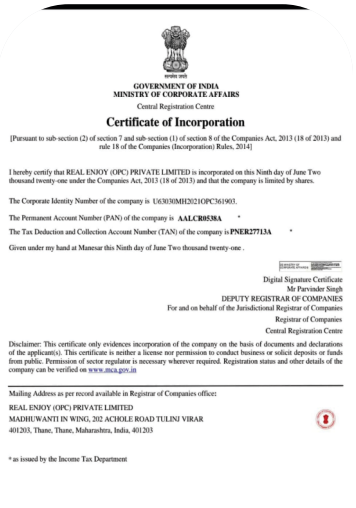 GOVERNMENT OF INDIA
MINISTRY OF CORPORATE AFFAIRS
Central Registration Centre
Certificate of Incorporation
[Pursuant to sub-section (2) of section 7 and sub-section (1) of section 8 of the Companies Act, 2013 (18 of 2013) and
rule 18 of the Companies (Incorporation) Rules, 2014]
I hereby certify that REAL ENJOY (OPC) PRIVATE LIMITED is incorporated on this Ninth day of June Two
thousand twenty-one under the Companies Act, 2013 (18 of 2013) and that the company is limited by shares.
The Corporate Identity Number of the company is U63030MH2021OPC361903.
The Permanent Account Number (PAN) of the company is AALCR0538A *
The Tax Deduction and Collection Account Number (TAN) of the company is PNER27713A *
Given under my hand at Manesar this Ninth day of June Two thousand twenty-one .
Digital Signature Certificate
Mr Parvinder Singh
DEPUTY REGISTRAR OF COMPANIES
For and on behalf of the Jurisdictional Registrar of Companies
Registrar of Companies
Central Registration Centre
Disclaimer: This certificate only evidences incorporation of the company on the basis of documents and declarations
of the applicant(s). This certificate is neither a license nor permission to conduct business or solicit deposits or funds
from public. Permission of sector regulator is necessary wherever required. Registration status and other details of the
company can be verified on www.mca.gov.in
Mailing Address as per record available in Registrar of Companies office:
REAL ENJOY (OPC) PRIVATE LIMITED
MADHUWANTI IN WING, 202 ACHOLE ROAD TULINJ VIRAR
401203, Thane, Thane, Maharashtra, India, 401203
* as issued by the Income Tax Department